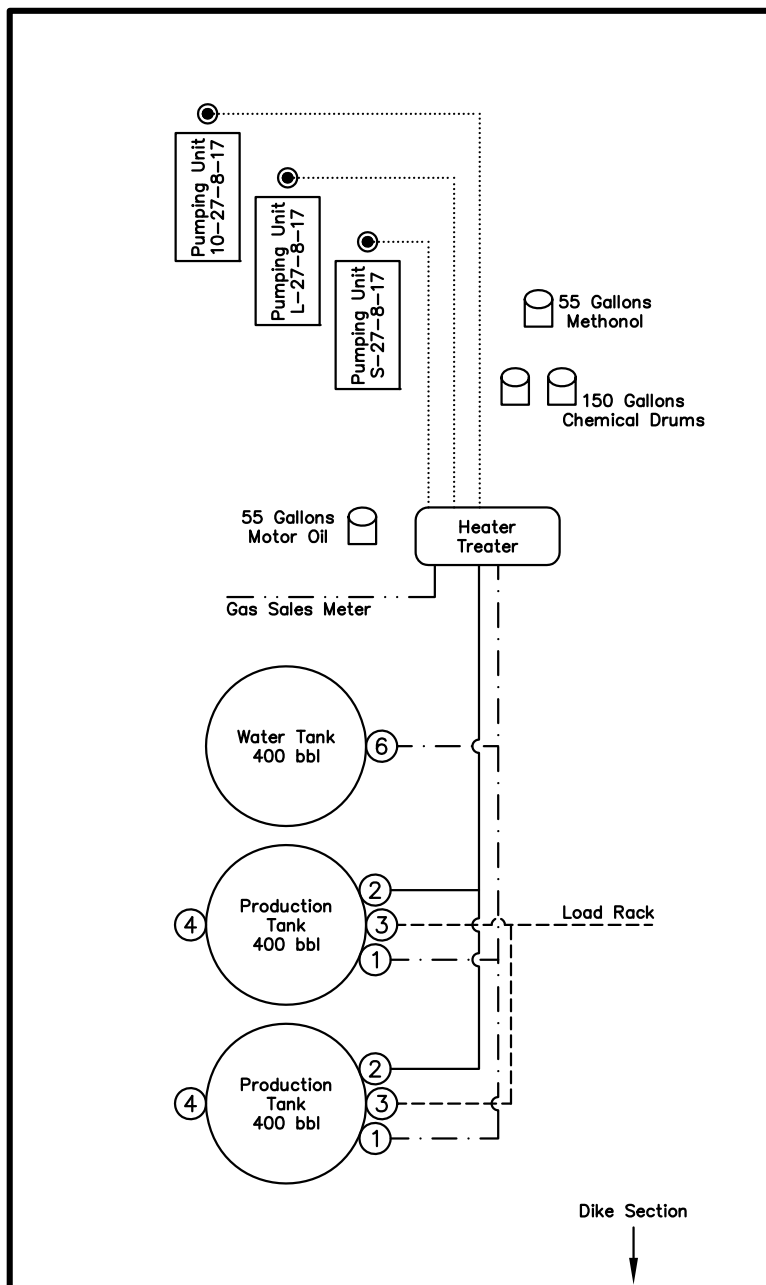 Pumping Unit
10-27-8-17
Pumping Unit
L-27-8-17
Pumping Unit
S-27-8-17
55 Gallons
Methonol
150 Gallons
Chemical Drums
55 Gallons
Motor Oil
Heater
Treater
Gas Sales Meter
Water Tank
400 bbl
6
Production
Tank
400 bbl
4
2
3
1
Load Rack
Production
Tank
400 bbl
4
2
3
1
Dike Section